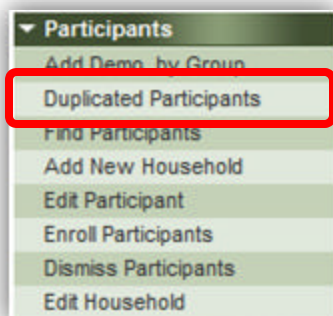 Participants
Add Demo. by Group
Duplicated Participants
Find Participants
Add New Household
Edit Participant
Enroll Participants
Dismiss Participants
Edit Household